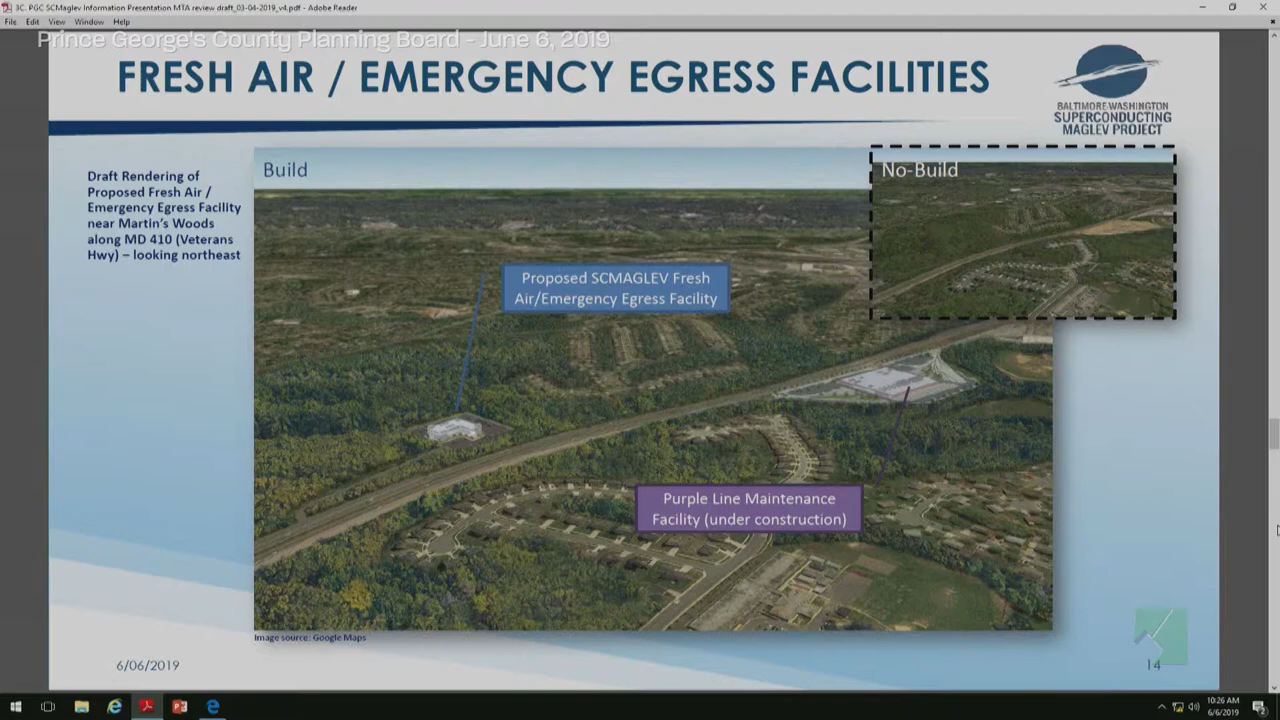 3C. PGC SCMaglev Information Presentation MTA review draft_03-04-2019_v4.pdf - Adobe Reader
File Edit View Window Help
Prince George's County Planning Board - June 6, 2019
FRESH AIR / EMERGENCY EGRESS FACILITIES
BALTIMORE-WASHINGTON
SUPERCONDUCTING
MAGLEV PROJECT
Draft Rendering of
Proposed Fresh Air /
Emergency Egress Facility
near Martin's Woods
along MD 410 (Veterans
Hwy) – looking northeast
Build
No-Build
Proposed SCMAGLEV Fresh
Air/Emergency Egress Facility
Purple Line Maintenance
Facility (under construction)
Image source: Google Maps
6/06/2019
14
10:26 AM
6/6/2019
2